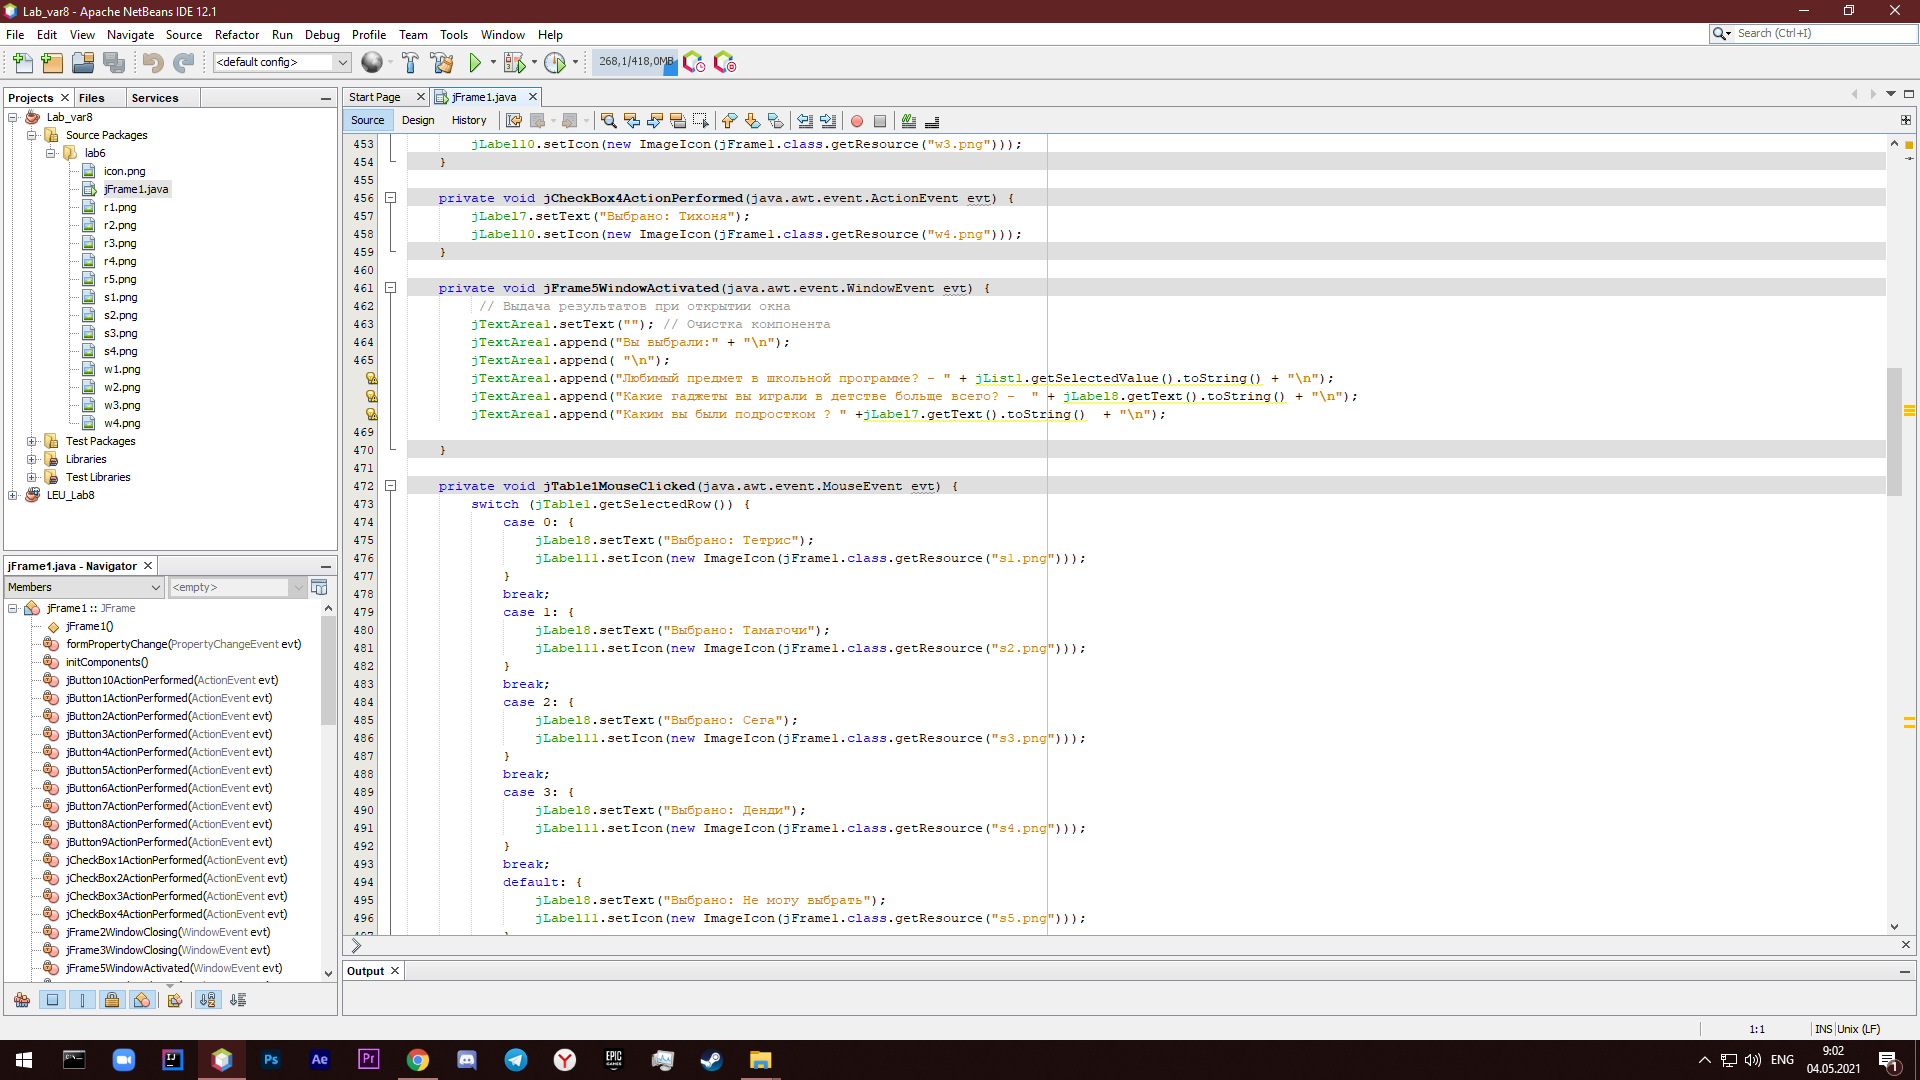 Lab_var8 - Apache NetBeans IDE 12.1
File Edit View Navigate Source Refactor Run Debug Profile Team Tools Window Help
Search (Ctrl+I)
<default config>
268,1/418,0MB
Projects Files Services
Lab_var8
Source Packages
lab6
icon.png
jFrame1.java
r1.png
r2.png
r3.png
r4.png
r5.png
s1.png
s2.png
s3.png
s4.png
w1.png
w2.png
w3.png
w4.png
Test Packages
Libraries
Test Libraries
LEU_Lab8
jFrame1.java - Navigator
Members <empty>
jFrame1 :: JFrame
jFrame1()
formPropertyChange(PropertyChangeEvent evt)
initComponents()
jButton10ActionPerformed(ActionEvent evt)
jButton1ActionPerformed(ActionEvent evt)
jButton2ActionPerformed(ActionEvent evt)
jButton3ActionPerformed(ActionEvent evt)
jButton4ActionPerformed(ActionEvent evt)
jButton5ActionPerformed(ActionEvent evt)
jButton6ActionPerformed(ActionEvent evt)
jButton7ActionPerformed(ActionEvent evt)
jButton8ActionPerformed(ActionEvent evt)
jButton9ActionPerformed(ActionEvent evt)
jCheckBox1ActionPerformed(ActionEvent evt)
jCheckBox2ActionPerformed(ActionEvent evt)
jCheckBox3ActionPerformed(ActionEvent evt)
jCheckBox4ActionPerformed(ActionEvent evt)
jFrame2WindowClosing(WindowEvent evt)
jFrame3WindowClosing(WindowEvent evt)
jFrame5WindowActivated(WindowEvent evt)
Start Page jFrame1.java
Source Design History
453 jLabel10.setIcon(new ImageIcon(jFrame1.class.getResource("w3.png")));
454 }
455
456 private void jCheckBox4ActionPerformed(java.awt.event.ActionEvent evt) {
457 jLabel7.setText("Выбрано: Тихоня");
458 jLabel10.setIcon(new ImageIcon(jFrame1.class.getResource("w4.png")));
459 }
460
461 private void jFrame5WindowActivated(java.awt.event.WindowEvent evt) {
462 // Выдача результатов при открытии окна
463 jTextArea1.setText(""); // Очистка компонента
464 jTextArea1.append("Вы выбрали:" + "\n");
465 jTextArea1.append( "\n");
jTextArea1.append("Любимый предмет в школьной программе? - " + jList1.getSelectedValue().toString() + "\n");
jTextArea1.append("Какие гаджеты вы играли в детстве больще всего? -  " + jLabel8.getText().toString() + "\n");
jTextArea1.append("Каким вы были подростком ? " +jLabel7.getText().toString()  + "\n");
469
470 }
471
472 private void jTable1MouseClicked(java.awt.event.MouseEvent evt) {
473 switch (jTable1.getSelectedRow()) {
474 case 0: {
475 jLabel8.setText("Выбрано: Тетрис");
476 jLabel11.setIcon(new ImageIcon(jFrame1.class.getResource("s1.png")));
477 }
478 break;
479 case 1: {
480 jLabel8.setText("Выбрано: Тамагочи");
481 jLabel11.setIcon(new ImageIcon(jFrame1.class.getResource("s2.png")));
482 }
483 break;
484 case 2: {
485 jLabel8.setText("Выбрано: Сега");
486 jLabel11.setIcon(new ImageIcon(jFrame1.class.getResource("s3.png")));
487 }
488 break;
489 case 3: {
490 jLabel8.setText("Выбрано: Денди");
491 jLabel11.setIcon(new ImageIcon(jFrame1.class.getResource("s4.png")));
492 }
493 break;
494 default: {
495 jLabel8.setText("Выбрано: Не могу выбрать");
496 jLabel11.setIcon(new ImageIcon(jFrame1.class.getResource("s5.png")));
Output
1:1 INS Unix (LF)
Ps Ae Pr EPIC GAMES
ENG
9:02
04.05.2021
1